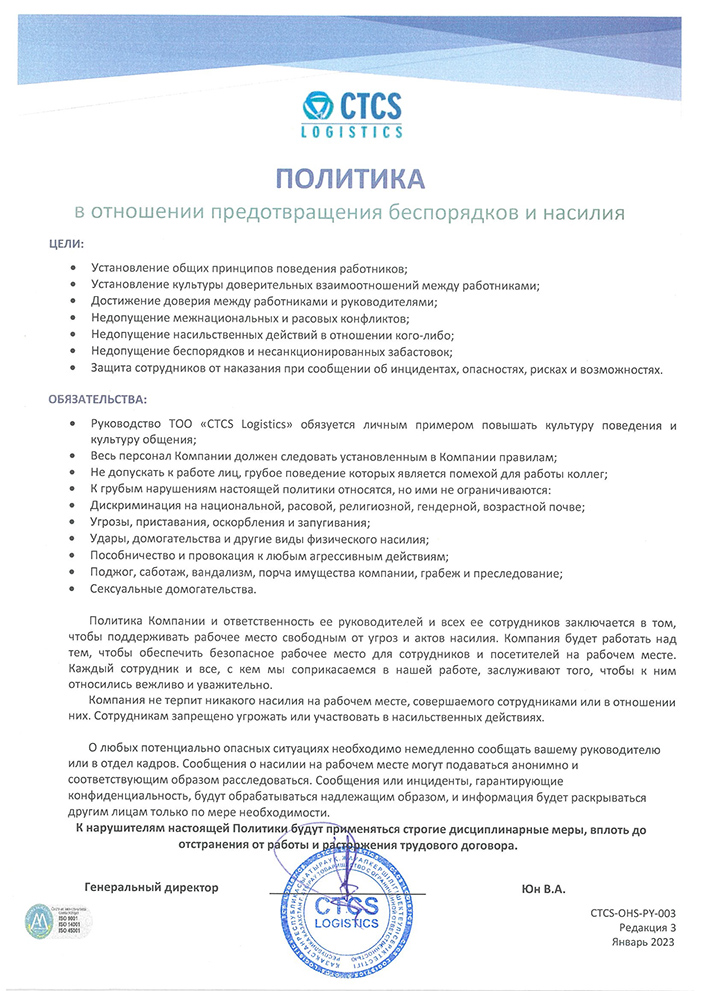 CTCS
LOGISTICS
ПОЛИТИКА
в отношении предотвращения беспорядков и насилия
ЦЕЛИ:
• Установление общих принципов поведения работников;
• Установление культуры доверительных взаимоотношений между работниками;
• Достижение доверия между работниками и руководителями;
• Недопущение межнациональных и расовых конфликтов;
• Недопущение насильственных действий в отношении кого-либо;
• Недопущение беспорядков и несанкционированных забастовок;
• Защита сотрудников от наказания при сообщении об инцидентах, опасностях, рисках и возможностях.
ОБЯЗАТЕЛЬСТВА:
• Руководство ТОО «CTCS Logistics» обязуется личным примером повышать культуру поведения и
культуру общения;
• Весь персонал Компании должен следовать установленным в Компании правилам;
• Не допускать к работе лиц, грубое поведение которых является помехой для работы коллег;
• К грубым нарушениям настоящей политики относятся, но ими не ограничиваются:
• Дискриминация на национальной, расовой, религиозной, гендерной, возрастной почве;
• Угрозы, приставания, оскорбления и запугивания;
• Удары, домогательства и другие виды физического насилия;
• Пособничество и провокация к любым агрессивным действиям;
• Поджог, саботаж, вандализм, порча имущества компании, грабеж и преследование;
• Сексуальные домогательства.
Политика Компании и ответственность ее руководителей и всех ее сотрудников заключается в том,
чтобы поддерживать рабочее место свободным от угроз и актов насилия. Компания будет работать над
тем, чтобы обеспечить безопасное рабочее место для сотрудников и посетителей на рабочем месте.
Каждый сотрудник и все, с кем мы соприкасаемся в нашей работе, заслуживают того, чтобы к ним
относились вежливо и уважительно.
Компания не терпит никакого насилия на рабочем месте, совершаемого сотрудниками или в отношении
них. Сотрудникам запрещено угрожать или участвовать в насильственных действиях.
О любых потенциально опасных ситуациях необходимо немедленно сообщать вашему руководителю
или в отдел кадров. Сообщения о насилии на рабочем месте могут подаваться анонимно и
соответствующим образом расследоваться. Сообщения или инциденты, гарантирующие
конфиденциальность, будут обрабатываться надлежащим образом, и информация будет раскрываться
другим лицам только по мере необходимости.
К нарушителям настоящей Политики будут применяться строгие дисциплинарные меры, вплоть до
отстранения от работы и расторжения трудового договора.
Генеральный директор
Юн В.А.
CTCS
LOGISTICS
ISO 9001
ISO 14001
ISO 45001
CTCS-OHS-PY-003
Редакция 3
Январь 2023